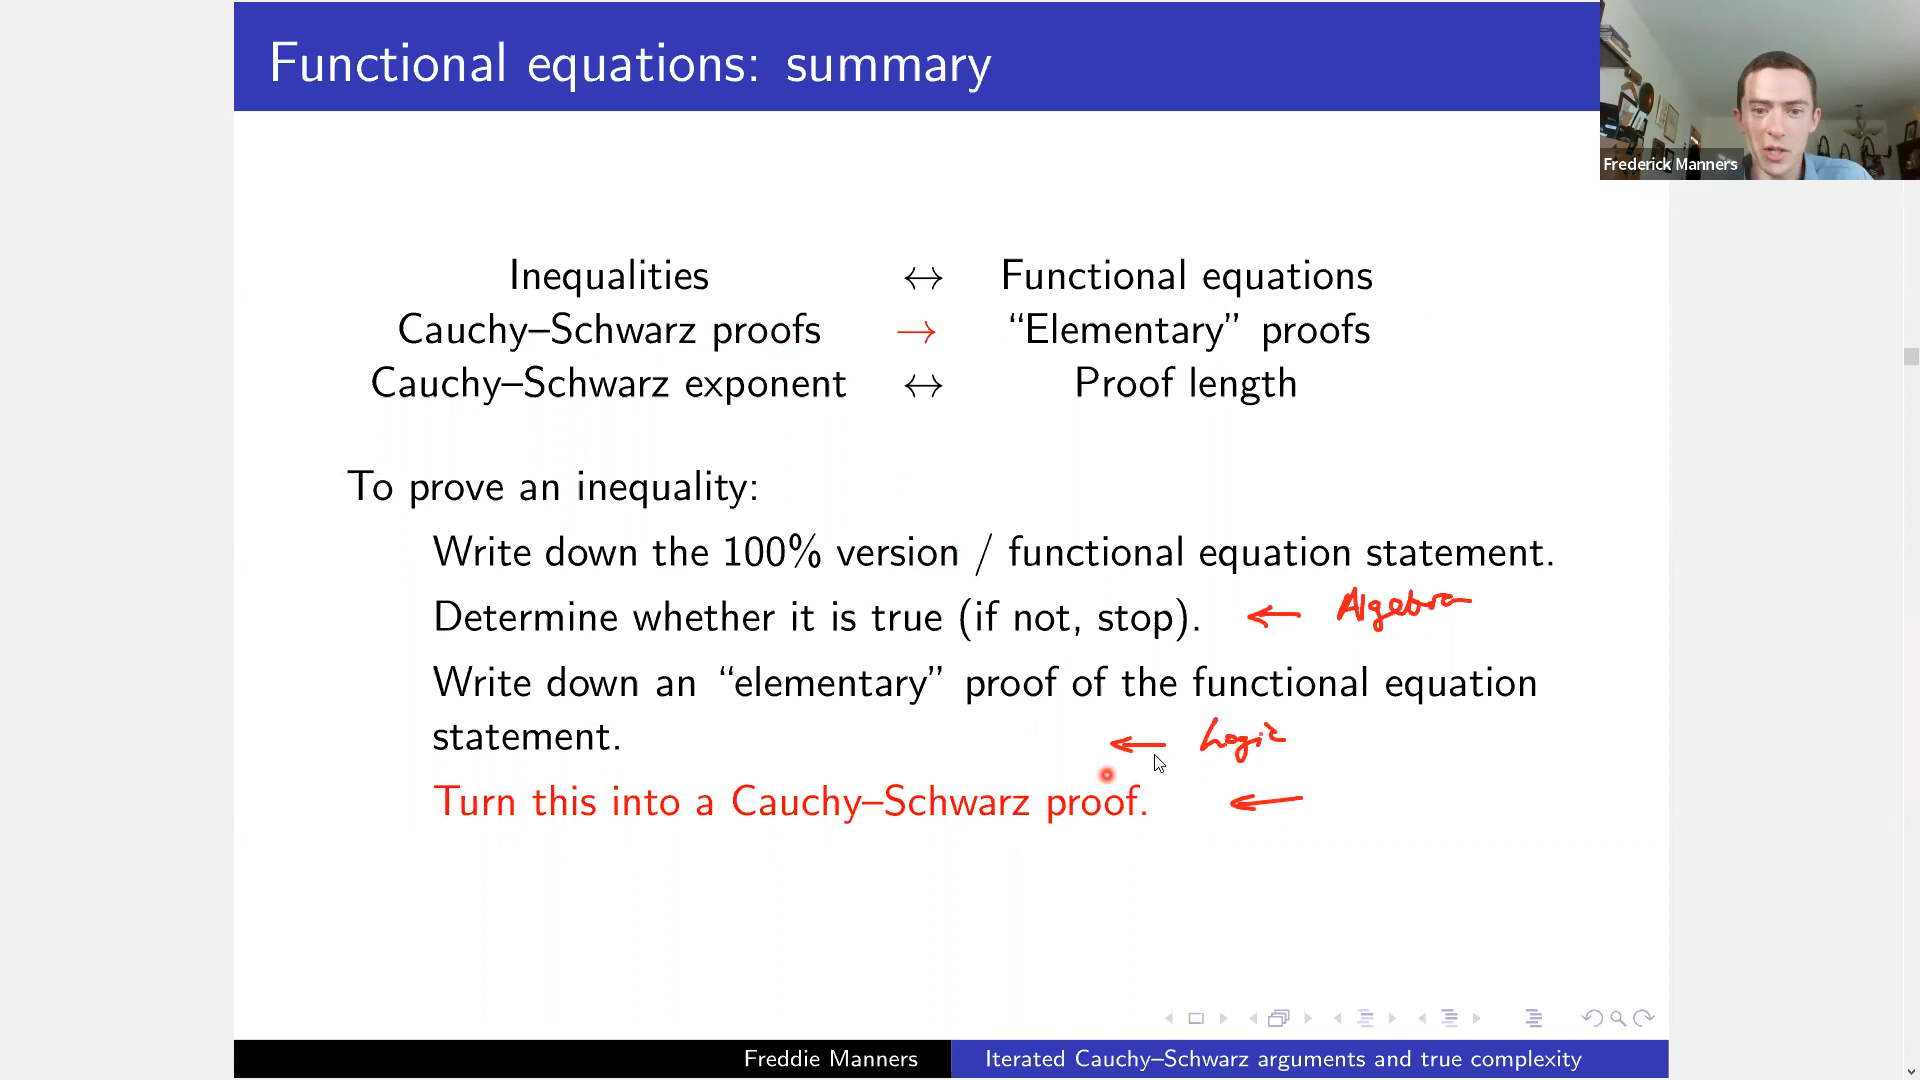 Functional equations: summary
Frederick Manners
Inequalities ↔ Functional equations
Cauchy–Schwarz proofs → “Elementary” proofs
Cauchy–Schwarz exponent ↔ Proof length
To prove an inequality:
Write down the 100% version / functional equation statement.
Determine whether it is true (if not, stop). ← Algebra
Write down an “elementary” proof of the functional equation
statement. ← Logic
Turn this into a Cauchy–Schwarz proof. ←
Freddie Manners Iterated Cauchy–Schwarz arguments and true complexity